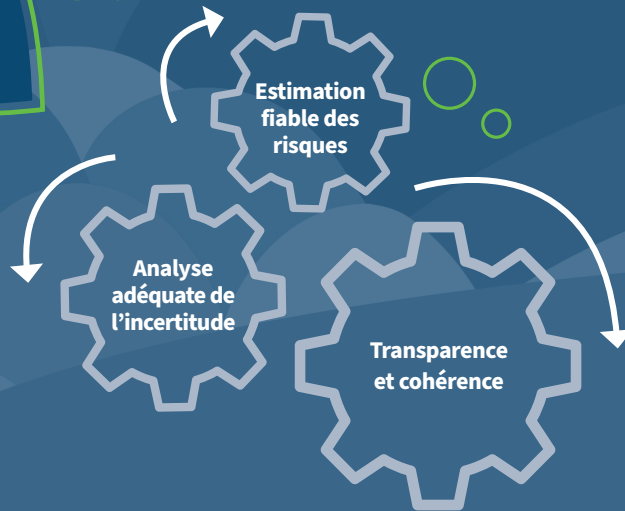 Estimation
fiable des
risques
Analyse
adéquate de
l’incertitude
Transparence
et cohérence